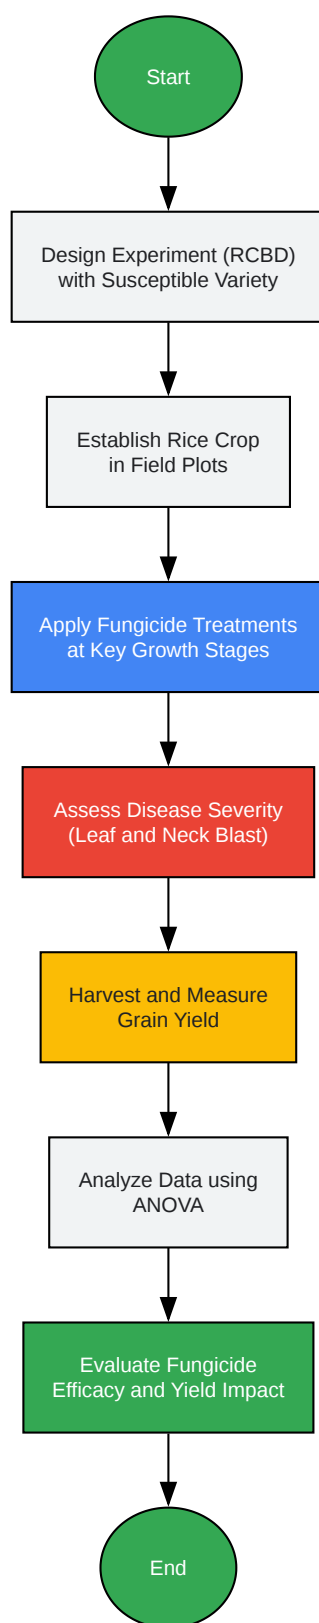 Start
Design Experiment (RCBD)
with Susceptible Variety
Establish Rice Crop
in Field Plots
Apply Fungicide Treatments
at Key Growth Stages
Assess Disease Severity
(Leaf and Neck Blast)
Harvest and Measure
Grain Yield
Analyze Data using
ANOVA
Evaluate Fungicide
Efficacy and Yield Impact
End